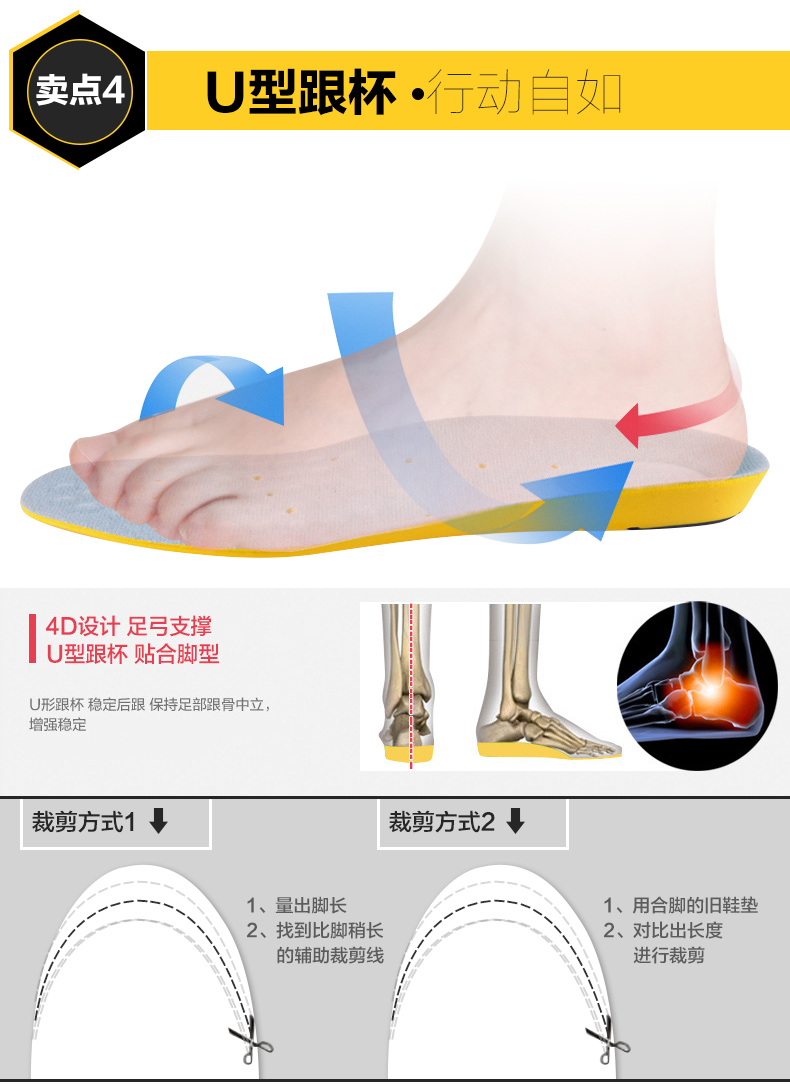 卖点4
U型跟杯·行动自如
4D设计 足弓支撑
U型跟杯 贴合脚型
U形跟杯 稳定后跟 保持足部跟骨中立，
增强稳定
裁剪方式1
1、量出脚长
2、找到比脚稍长
的辅助裁剪线
裁剪方式2
1、用合脚的旧鞋垫
2、对比出长度
进行裁剪